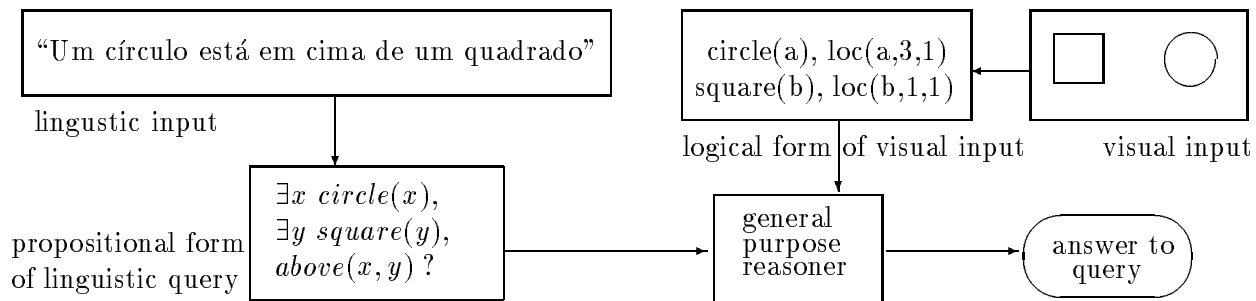 “Um círculo está em cima de um quadrado”
lingustic input
circle(a), loc(a,3,1)
square(b), loc(b,1,1)
logical form of visual input
visual input
∃x circle(x),
∃y square(y),
above(x, y) ?
propositional form
of linguistic query
general
purpose
reasoner
answer to
query